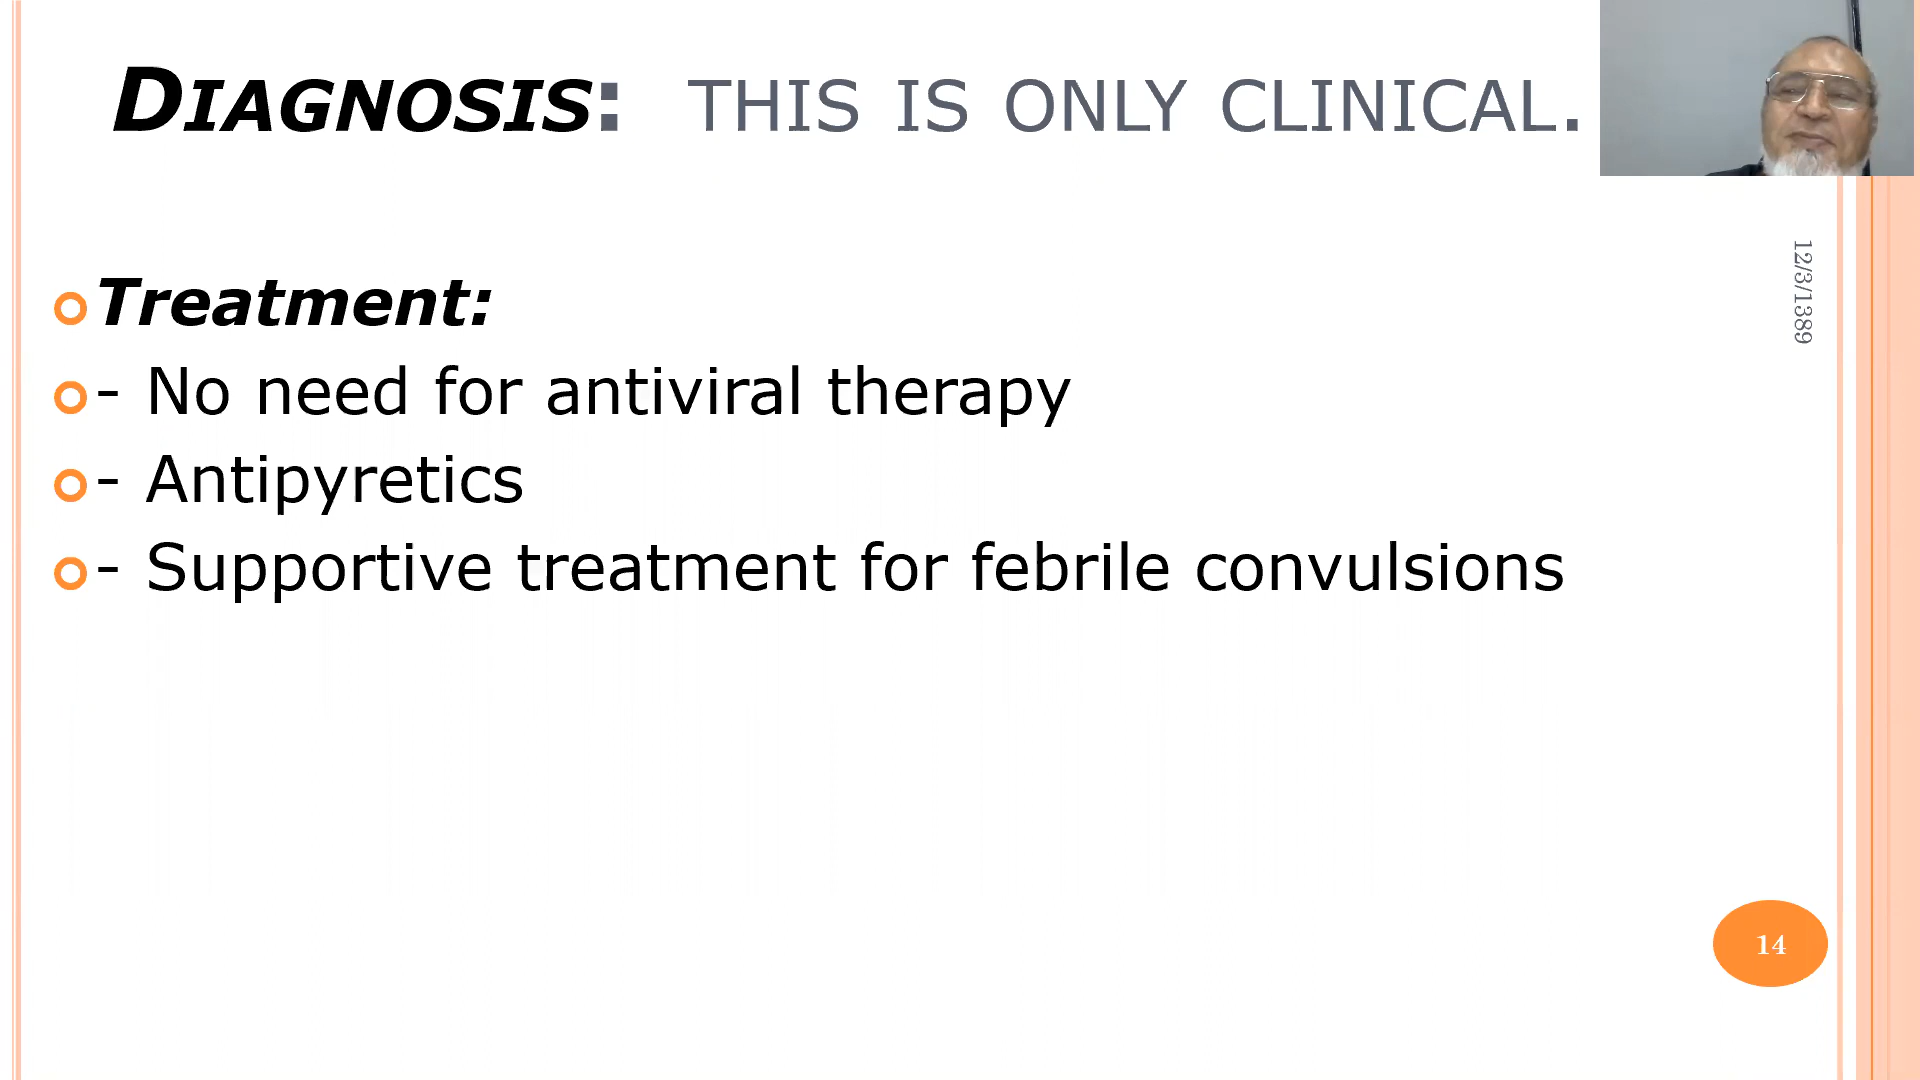 DIAGNOSIS: THIS IS ONLY CLINICAL.
12/3/1389
Treatment:
- No need for antiviral therapy
- Antipyretics
- Supportive treatment for febrile convulsions
14